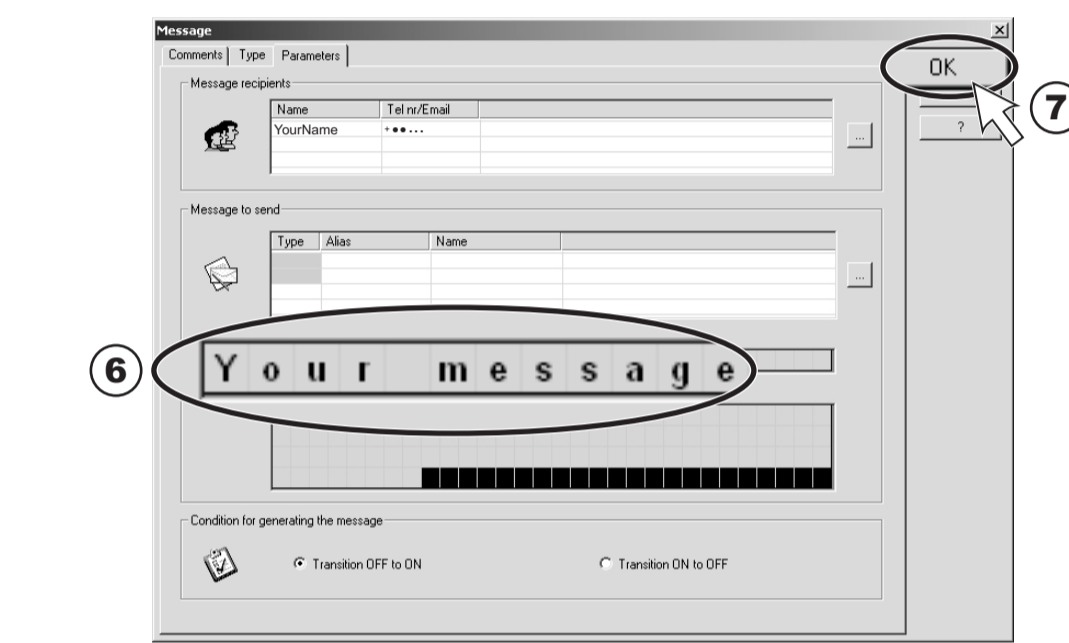 Message
Comments Type Parameters
OK
7
?
Message recipients
Name Tel nr/Email
YourName +●●...
...
Message to send
Type Alias Name
...
6
Your message
Condition for generating the message
Transition OFF to ON Transition ON to OFF